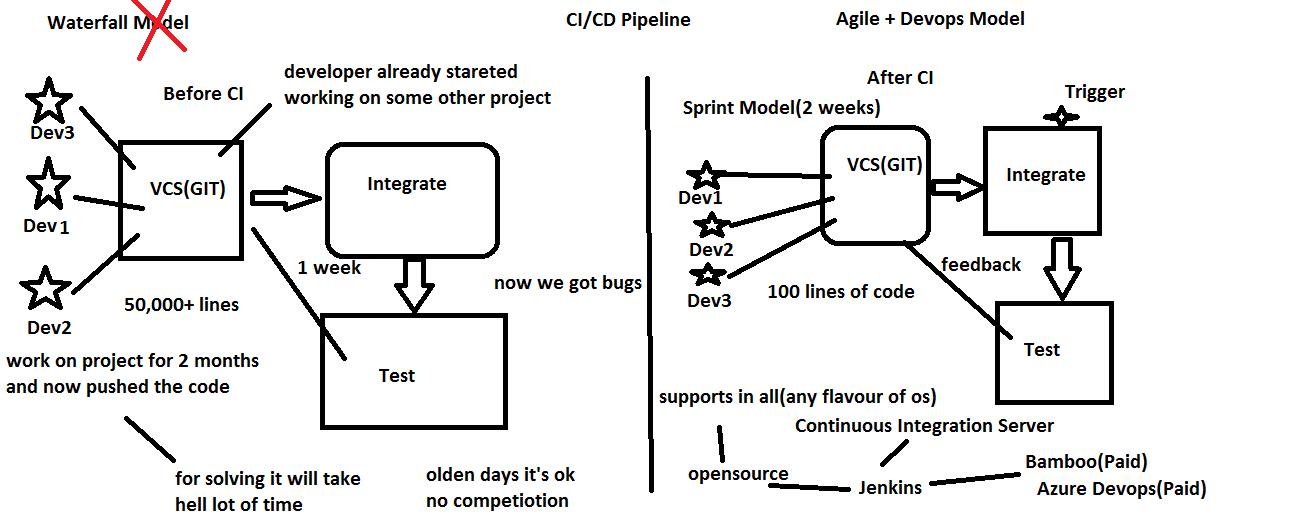 Waterfall Model
CI/CD Pipeline
Agile + Devops Model
Before CI
developer already stareted
working on some other project
Dev3
VCS(GIT)
Integrate
Dev1
1 week
now we got bugs
50,000+ lines
Dev2
work on project for 2 months
and now pushed the code
Test
for solving it will take
hell lot of time
olden days it's ok
no competiotion
After CI
Trigger
Sprint Model(2 weeks)
VCS(GIT)
Integrate
Dev1
Dev2
Dev3
feedback
100 lines of code
Test
supports in all(any flavour of os)
Continuous Integration Server
opensource
Jenkins
Bamboo(Paid)
Azure Devops(Paid)